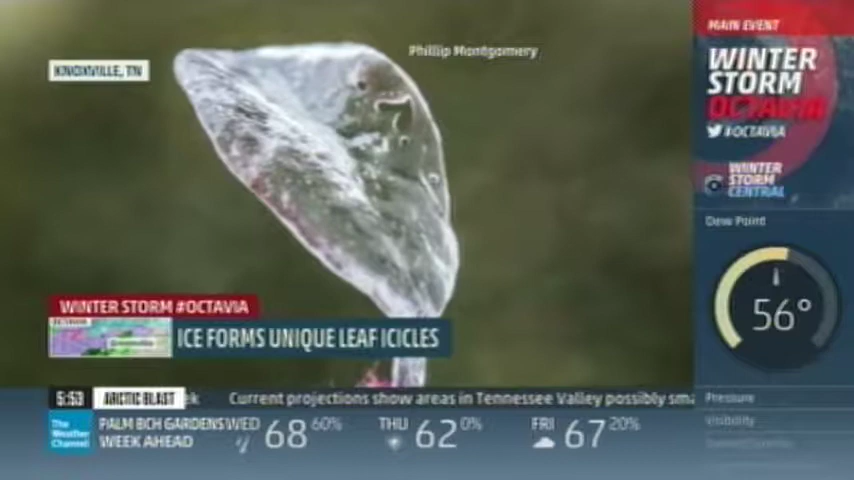 MAIN EVENT
Phillip Montgomery
KNOXVILLE, TN
WINTER
STORM
OCTAVIA
#OCTAVIA
WINTER
STORM
CENTRAL
Dew Point
56°
WINTER STORM #OCTAVIA
ICE FORMS UNIQUE LEAF ICICLES
5:53 ARCTIC BLAST ek Current projections show areas in Tennessee Valley possibly sma
Pressure
Visibility
The
Weather
Channel
PALM BCH GARDENS
WEEK AHEAD
WED 68 60% THU 62 0% FRI 67 20%